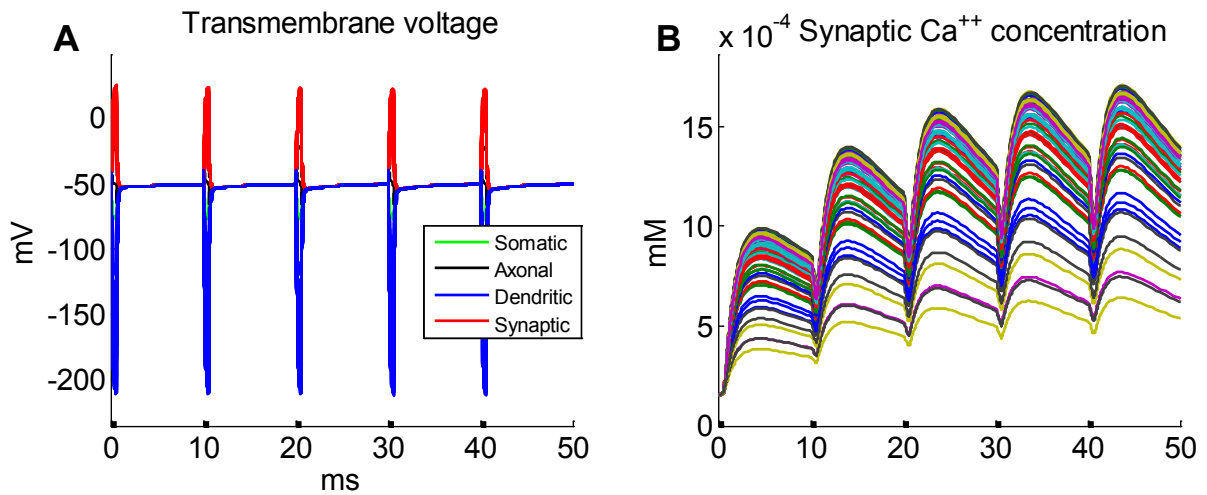 A
Transmembrane voltage
mV
0
-50
-100
-150
-200
Somatic
Axonal
Dendritic
Synaptic
0 10 20 30 40 50
ms
B
x 10⁻⁴ Synaptic Ca⁺⁺ concentration
mM
15
10
5
0
0 10 20 30 40 50